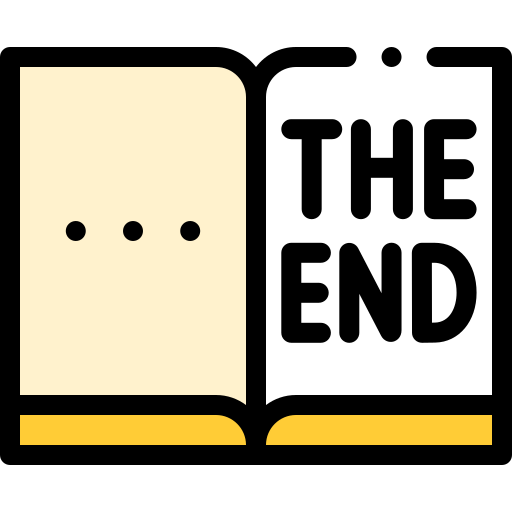 ...
THE
END